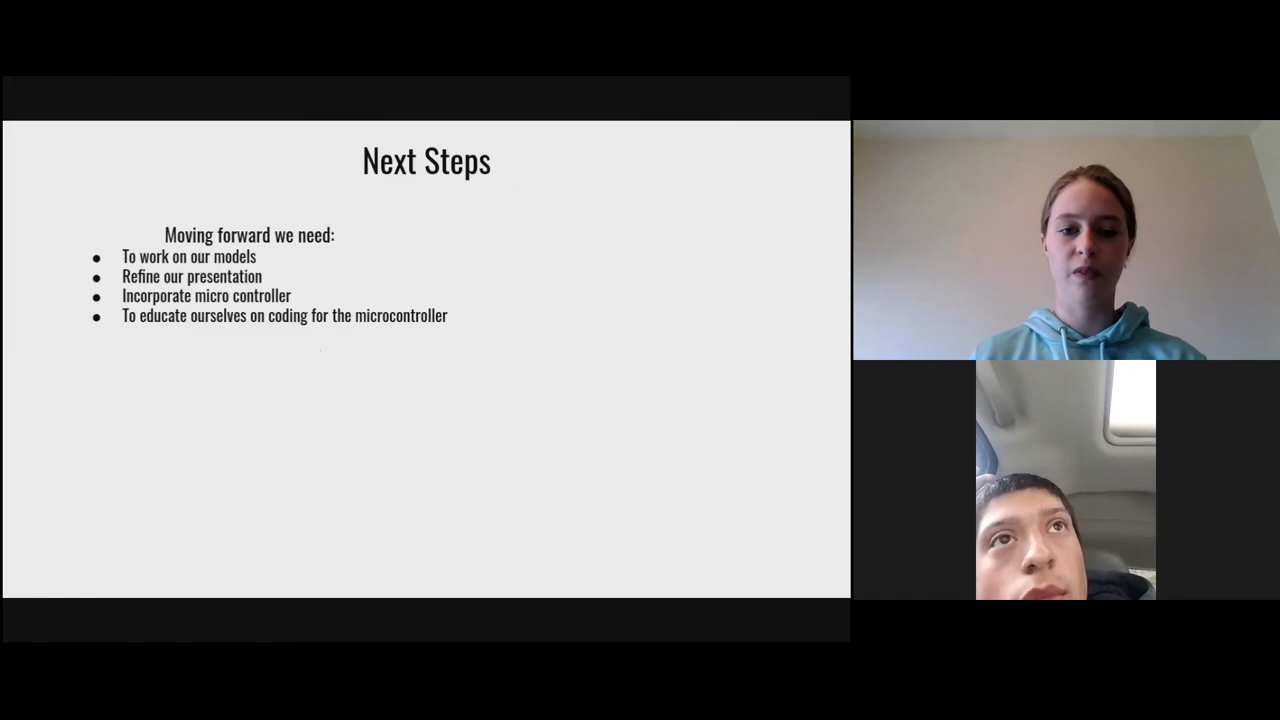 Next Steps
Moving forward we need:
● To work on our models
● Refine our presentation
● Incorporate micro controller
● To educate ourselves on coding for the microcontroller